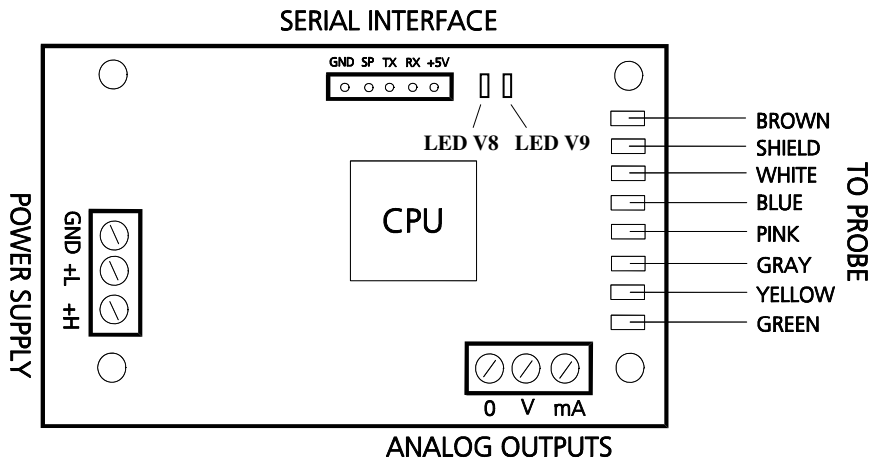 SERIAL INTERFACE
GND SP TX RX +5V
LED V8 LED V9
BROWN
SHIELD
WHITE
BLUE
PINK
GRAY
YELLOW
GREEN
TO PROBE
CPU
POWER SUPPLY
GND +L +H
0 V mA
ANALOG OUTPUTS